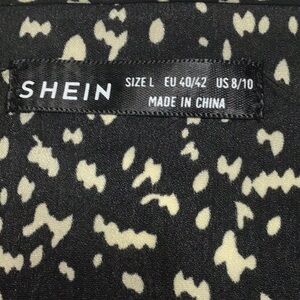 SHEIN
SIZE L EU 40/42 US 8/10
MADE IN CHINA